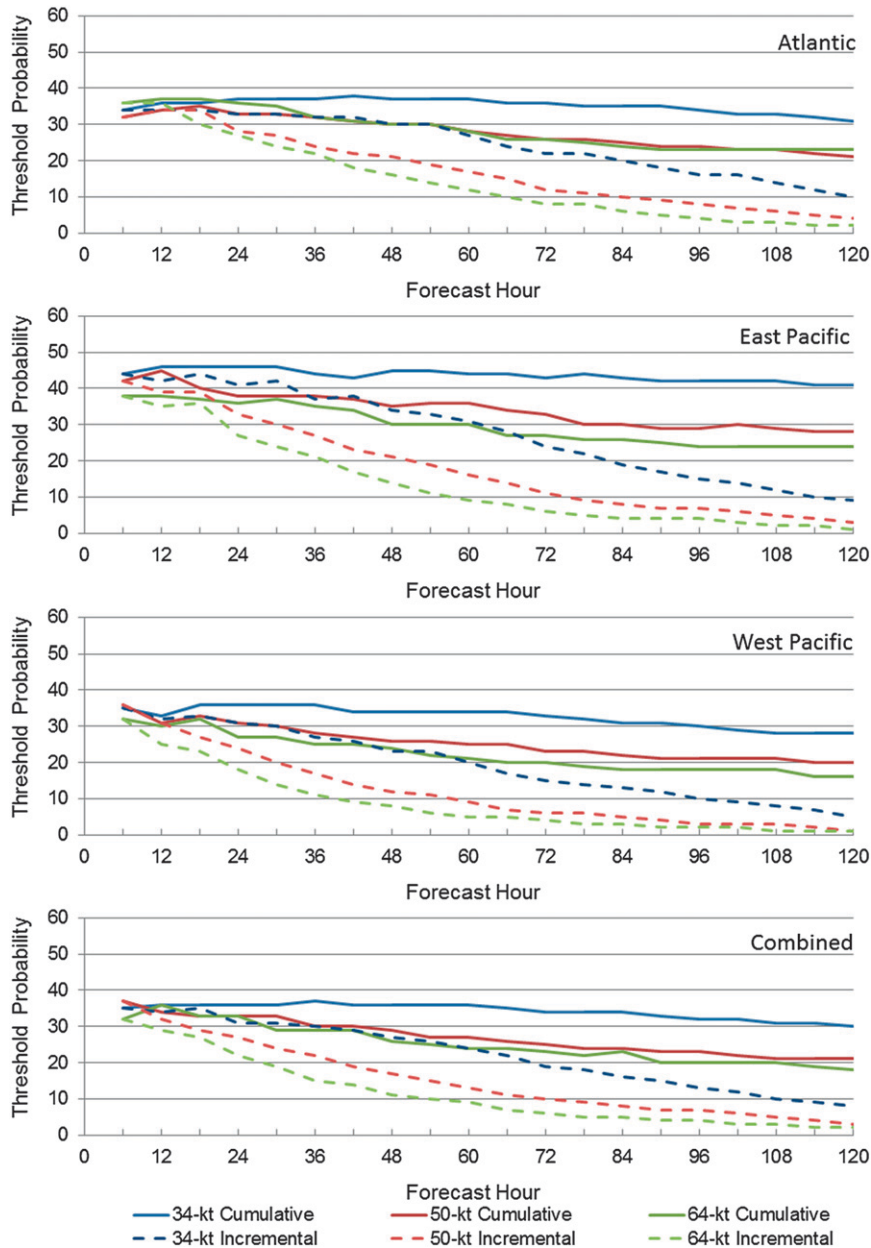 60
50
40
30
20
10
0
Threshold Probability
Atlantic
0 12 24 36 48 60 72 84 96 108 120
Forecast Hour
60
50
40
30
20
10
0
Threshold Probability
East Pacific
0 12 24 36 48 60 72 84 96 108 120
Forecast Hour
60
50
40
30
20
10
0
Threshold Probability
West Pacific
0 12 24 36 48 60 72 84 96 108 120
Forecast Hour
60
50
40
30
20
10
0
Threshold Probability
Combined
0 12 24 36 48 60 72 84 96 108 120
Forecast Hour
34-kt Cumulative 50-kt Cumulative 64-kt Cumulative
34-kt Incremental 50-kt Incremental 64-kt Incremental